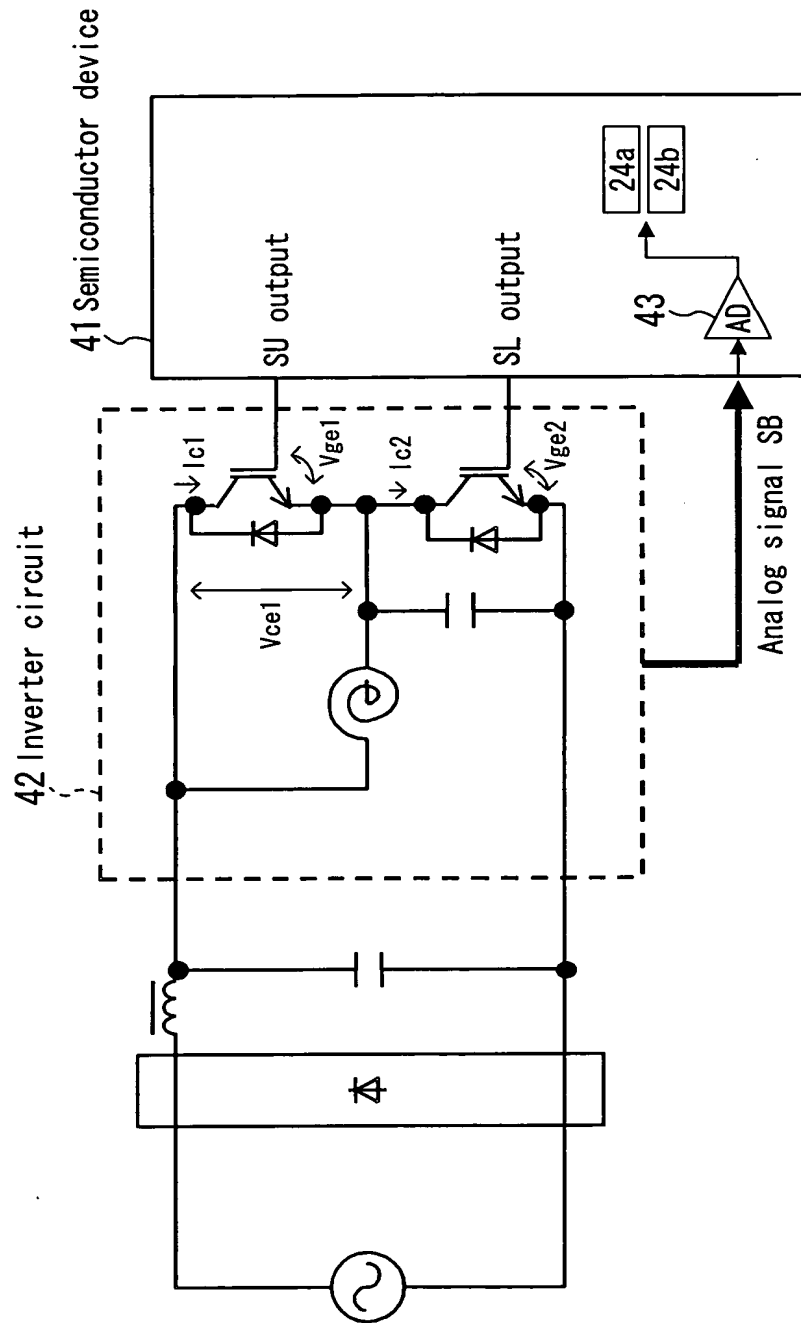 42 Inverter circuit
41 Semiconductor device
Vce1
Ic1
Vge1
Ic2
Vge2
SU output
SL output
43
AD
24a
24b
Analog signal SB